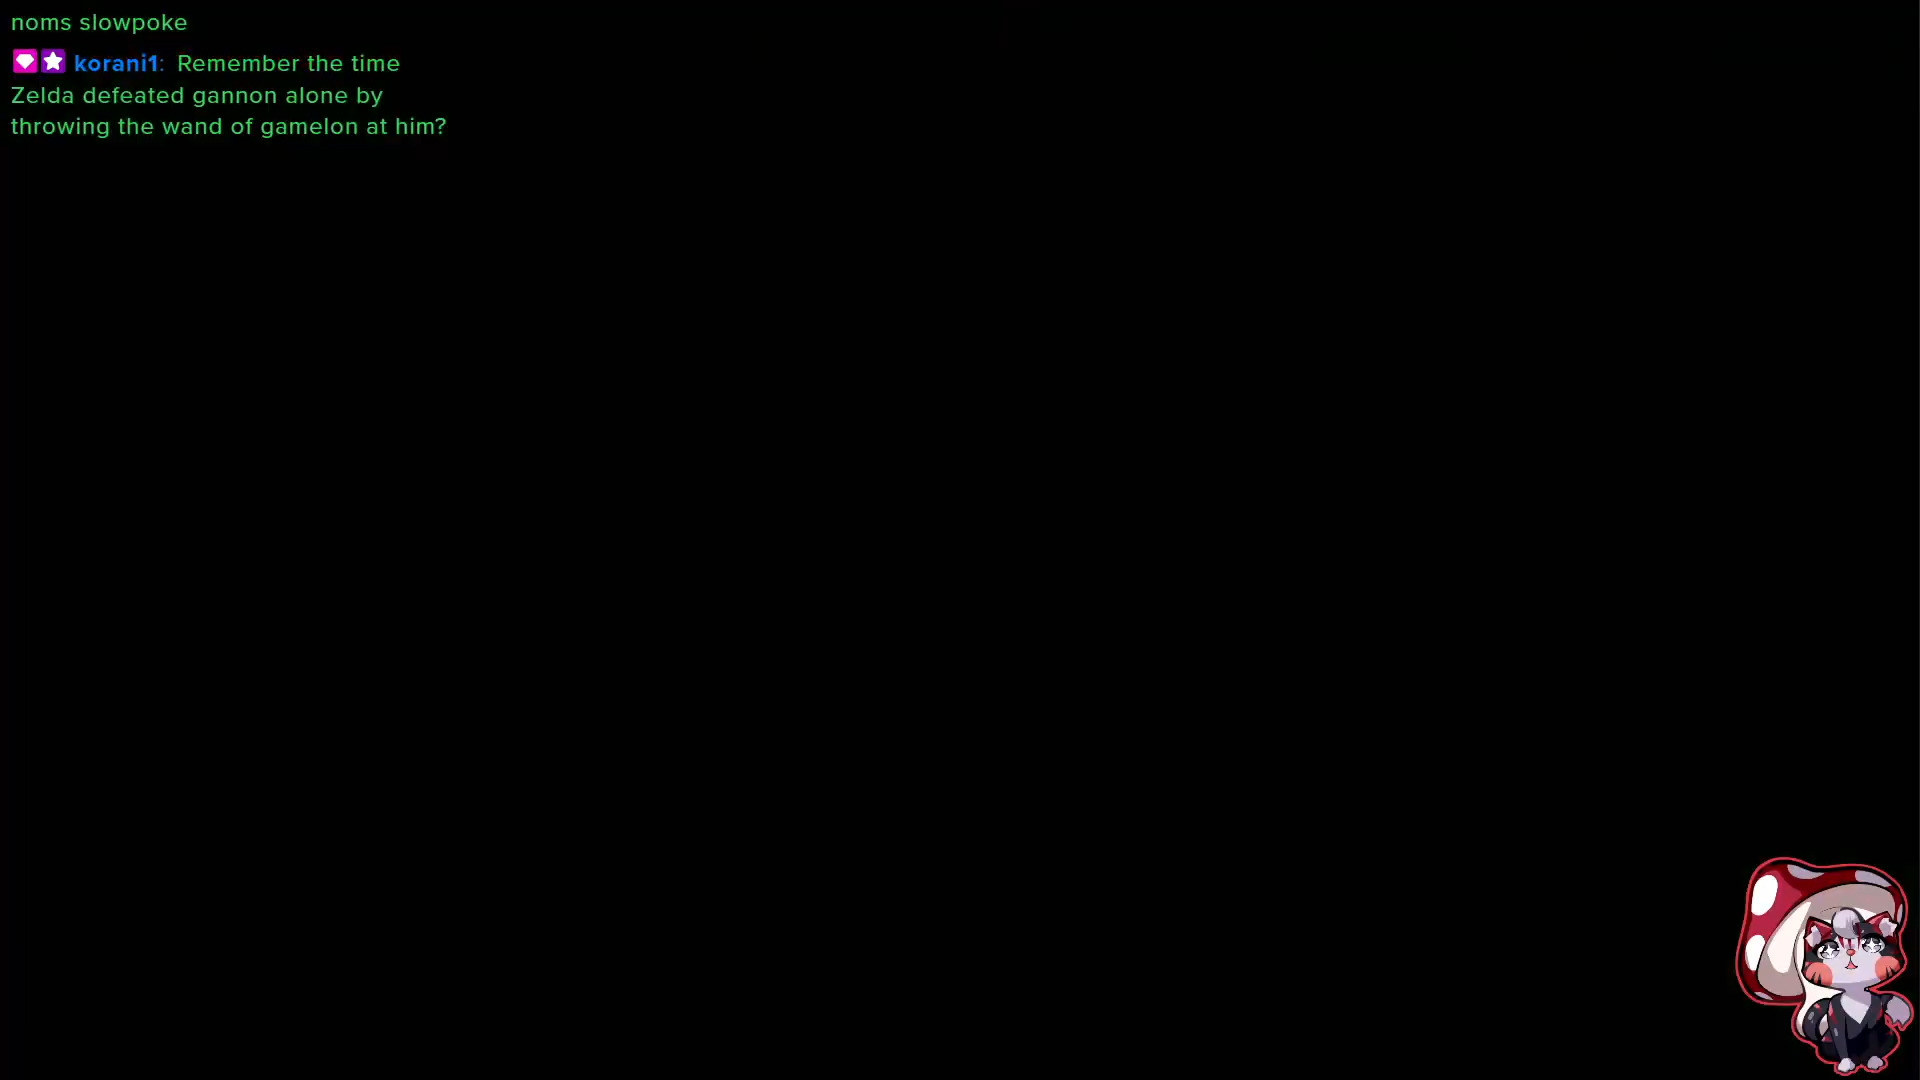 noms slowpoke
korani1: Remember the time
Zelda defeated gannon alone by
throwing the wand of gamelon at him?